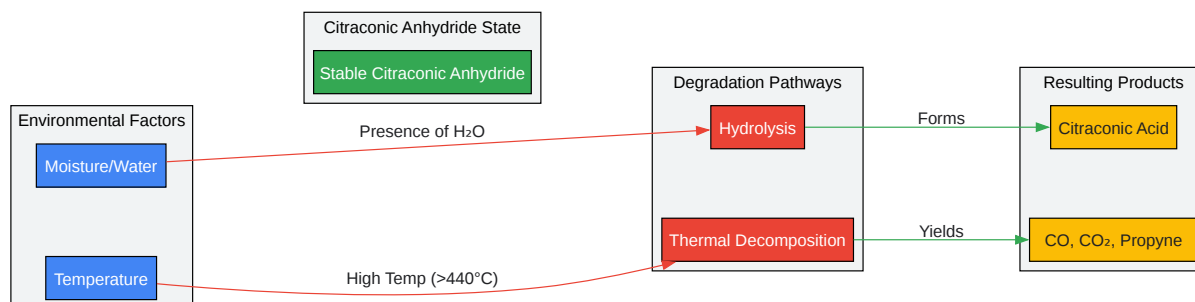 Citraconic Anhydride State
Stable Citraconic Anhydride
Environmental Factors
Moisture/Water
Temperature
Presence of H₂O
High Temp (>440°C)
Degradation Pathways
Hydrolysis
Thermal Decomposition
Forms
Yields
Resulting Products
Citraconic Acid
CO, CO₂, Propyne